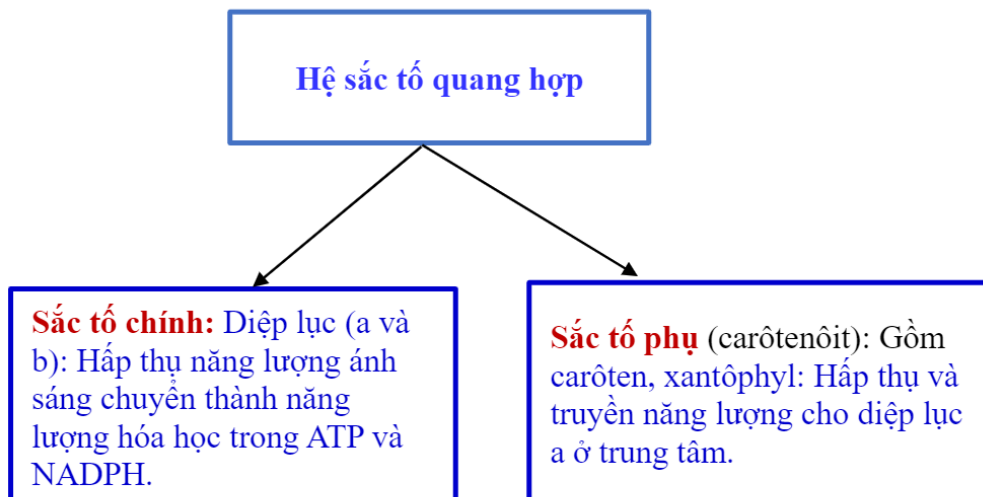 Hệ sắc tố quang hợp
Sắc tố chính: Diệp lục (a và
b): Hấp thụ năng lượng ánh
sáng chuyển thành năng
lượng hóa học trong ATP và
NADPH.
Sắc tố phụ (carôtenôit): Gồm
carôten, xantôphyl: Hấp thụ và
truyền năng lượng cho diệp lục
a ở trung tâm.